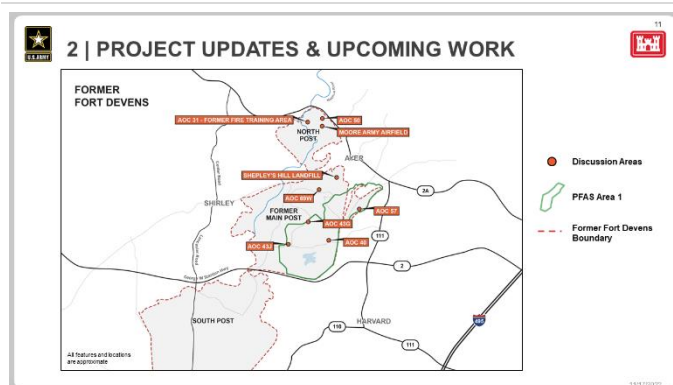 11
U.S. ARMY
2 | PROJECT UPDATES & UPCOMING WORK
FORMER
FORT DEVENS
AOC 31 - FORMER FIRE TRAINING AREA
AOC 50
MOORE ARMY AIRFIELD
NORTH
POST
AYER
SHEPLEY'S HILL LANDFILL
2A
SHIRLEY
AOC 69W
FORMER
MAIN POST
AOC 57
AOC 43G
111
AOC 43J
AOC 40
2
SOUTH POST
HARVARD
110
111
495
All features and locations
are approximate
Discussion Areas
PFAS Area 1
Former Fort Devens
Boundary